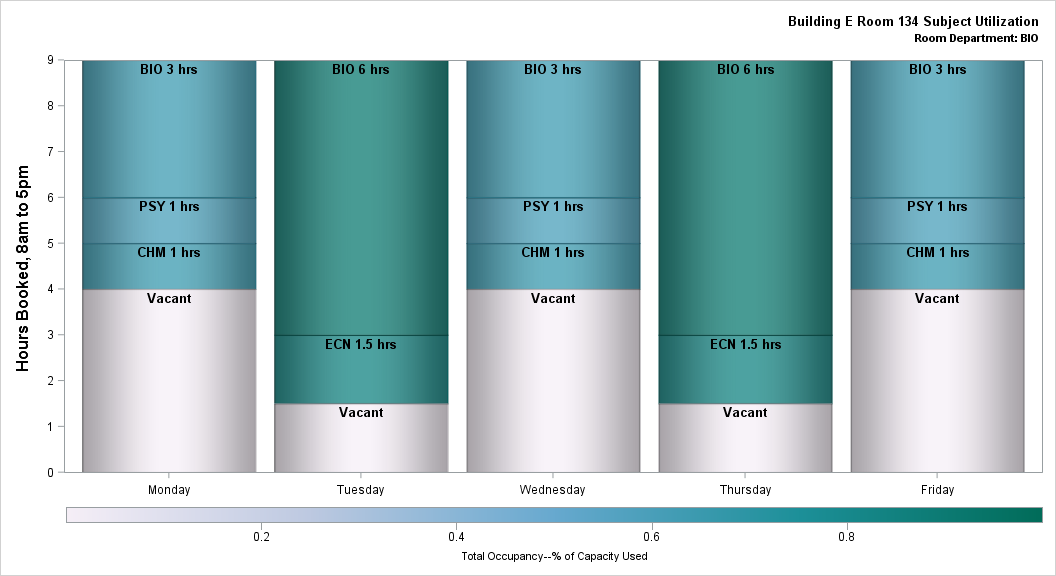 Building E Room 134 Subject Utilization
Room Department: BIO
Hours Booked, 8am to 5pm
9
8
7
6
5
4
3
2
1
0
BIO 3 hrs
PSY 1 hrs
CHM 1 hrs
Vacant
BIO 6 hrs
ECN 1.5 hrs
Vacant
BIO 3 hrs
PSY 1 hrs
CHM 1 hrs
Vacant
BIO 6 hrs
ECN 1.5 hrs
Vacant
BIO 3 hrs
PSY 1 hrs
CHM 1 hrs
Vacant
Monday Tuesday Wednesday Thursday Friday
0.2 0.4 0.6 0.8
Total Occupancy--% of Capacity Used